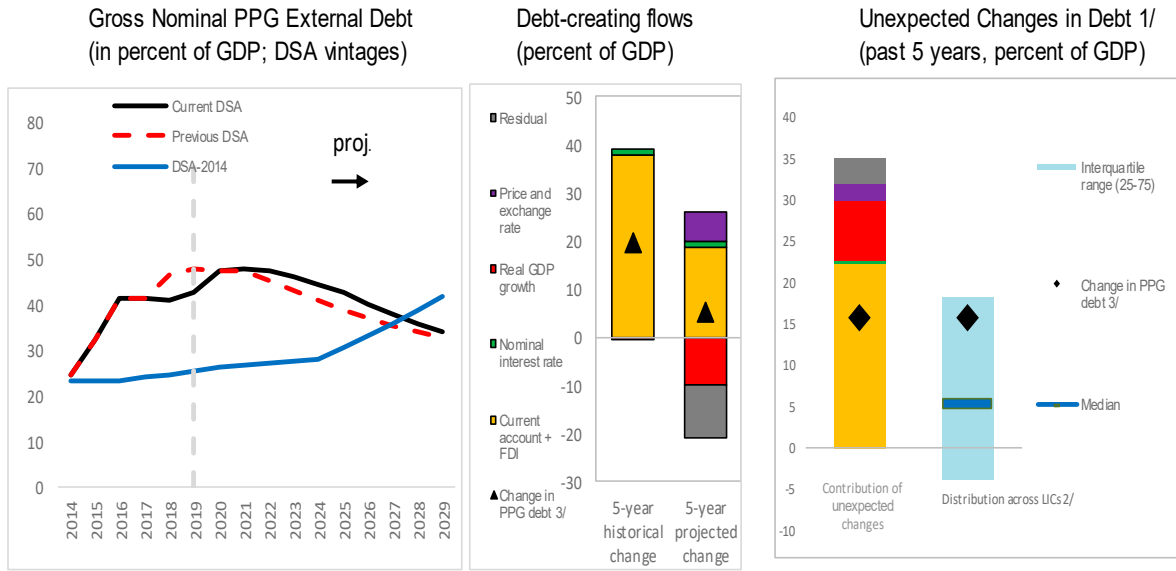 Gross Nominal PPG External Debt
(in percent of GDP; DSA vintages)
Current DSA
Previous DSA
DSA-2014
proj.
80
70
60
50
40
30
20
10
0
2014
2015
2016
2017
2018
2019
2020
2021
2022
2023
2024
2025
2026
2027
2028
2029
Debt-creating flows
(percent of GDP)
Residual
Price and
exchange
rate
Real GDP
growth
Nominal
interest rate
Current
account +
FDI
Change in
PPG debt 3/
50
40
30
20
10
0
-10
-20
-30
5-year
historical
change
5-year
projected
change
Unexpected Changes in Debt 1/
(past 5 years, percent of GDP)
40
35
30
25
20
15
10
5
0
-5
-10
Contribution of
unexpected
changes
Distribution across LICs 2/
Interquartile
range (25-75)
Change in PPG
debt 3/
Median